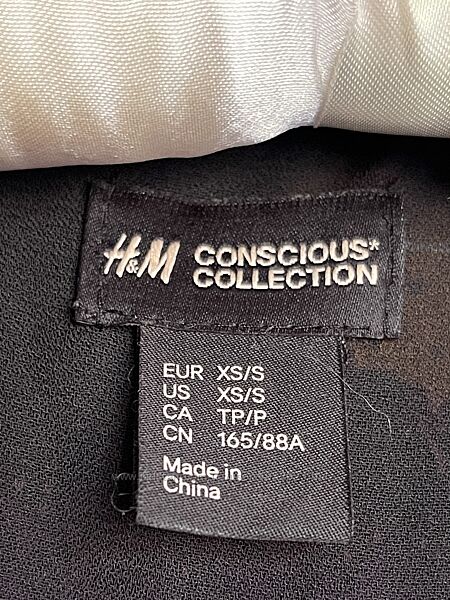 H&M CONSCIOUS*
COLLECTION
EUR XS/S
US XS/S
CA TP/P
CN 165/88A
Made in
China